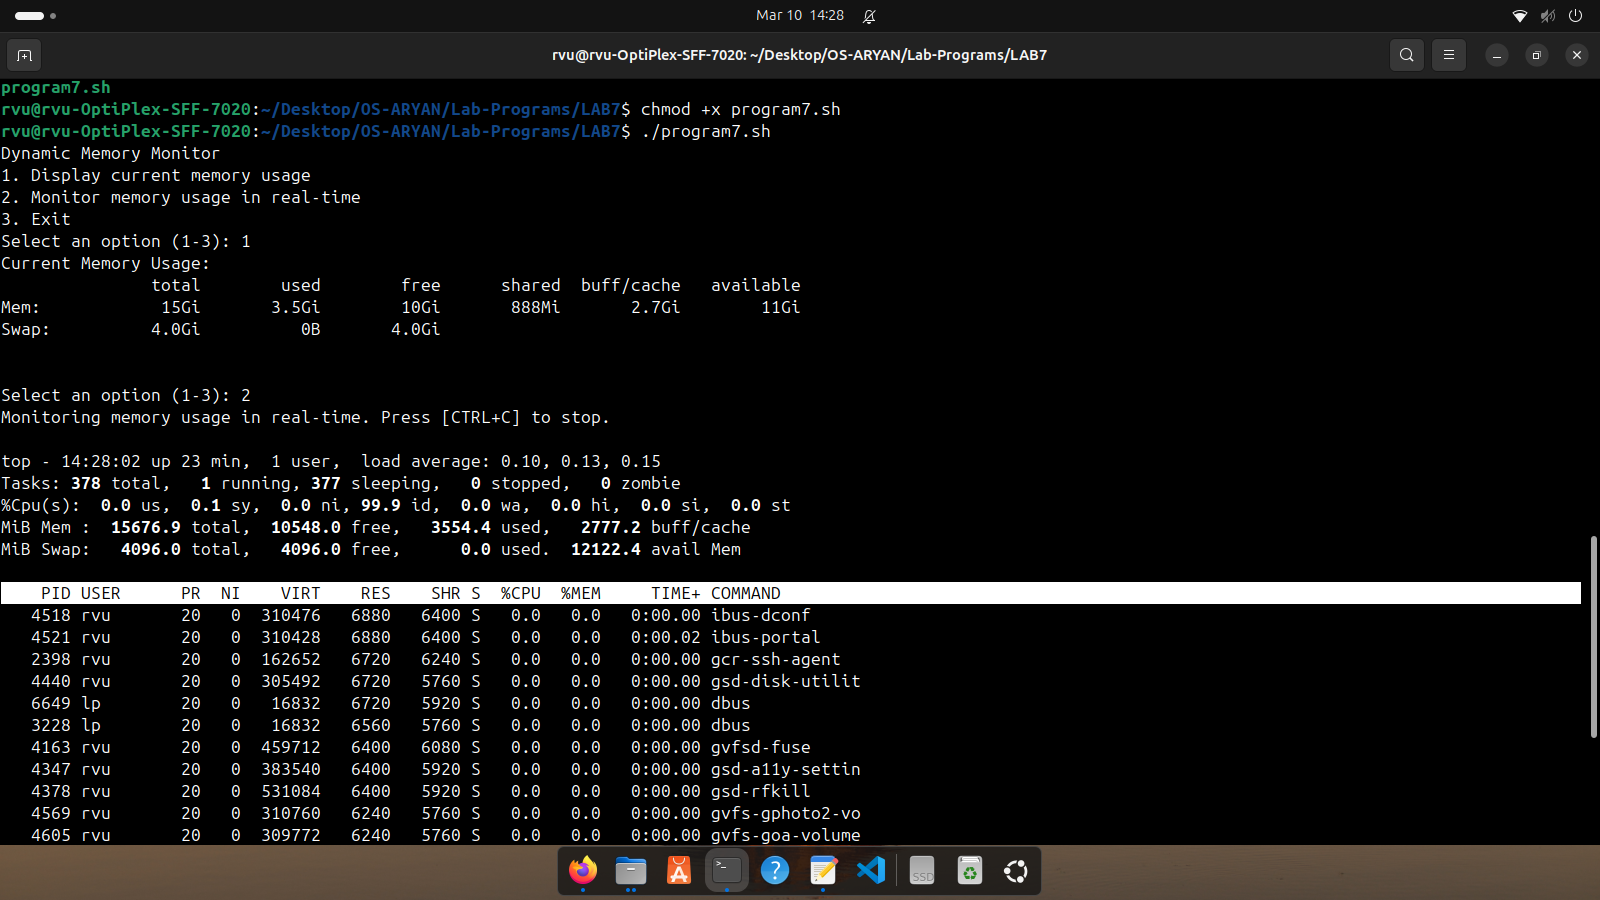 Mar 10  14:28
rvu@rvu-OptiPlex-SFF-7020: ~/Desktop/OS-ARYAN/Lab-Programs/LAB7
program7.sh
rvu@rvu-OptiPlex-SFF-7020:~/Desktop/OS-ARYAN/Lab-Programs/LAB7$ chmod +x program7.sh
rvu@rvu-OptiPlex-SFF-7020:~/Desktop/OS-ARYAN/Lab-Programs/LAB7$ ./program7.sh
Dynamic Memory Monitor
1. Display current memory usage
2. Monitor memory usage in real-time
3. Exit
Select an option (1-3): 1
Current Memory Usage:
               total        used        free      shared  buff/cache   available
Mem:            15Gi       3.5Gi        10Gi       888Mi       2.7Gi        11Gi
Swap:          4.0Gi          0B       4.0Gi
Select an option (1-3): 2
Monitoring memory usage in real-time. Press [CTRL+C] to stop.
top - 14:28:02 up 23 min,  1 user,  load average: 0.10, 0.13, 0.15
Tasks: 378 total,   1 running, 377 sleeping,   0 stopped,   0 zombie
%Cpu(s):  0.0 us,  0.1 sy,  0.0 ni, 99.9 id,  0.0 wa,  0.0 hi,  0.0 si,  0.0 st
MiB Mem :  15676.9 total,  10548.0 free,   3554.4 used,   2777.2 buff/cache
MiB Swap:   4096.0 total,   4096.0 free,      0.0 used.  12122.4 avail Mem
    PID USER      PR  NI    VIRT    RES    SHR S  %CPU  %MEM     TIME+ COMMAND
   4518 rvu       20   0  310476   6880   6400 S   0.0   0.0   0:00.00 ibus-dconf
   4521 rvu       20   0  310428   6880   6400 S   0.0   0.0   0:00.02 ibus-portal
   2398 rvu       20   0  162652   6720   6240 S   0.0   0.0   0:00.00 gcr-ssh-agent
   4440 rvu       20   0  305492   6720   5760 S   0.0   0.0   0:00.00 gsd-disk-utilit
   6649 lp        20   0   16832   6720   5920 S   0.0   0.0   0:00.00 dbus
   3228 lp        20   0   16832   6560   5760 S   0.0   0.0   0:00.00 dbus
   4163 rvu       20   0  459712   6400   6080 S   0.0   0.0   0:00.00 gvfsd-fuse
   4347 rvu       20   0  383540   6400   5920 S   0.0   0.0   0:00.00 gsd-a11y-settin
   4378 rvu       20   0  531084   6400   5920 S   0.0   0.0   0:00.00 gsd-rfkill
   4569 rvu       20   0  310760   6240   5760 S   0.0   0.0   0:00.00 gvfs-gphoto2-vo
   4605 rvu       20   0  309772   6240   5760 S   0.0   0.0   0:00.00 gvfs-goa-volume
SSD